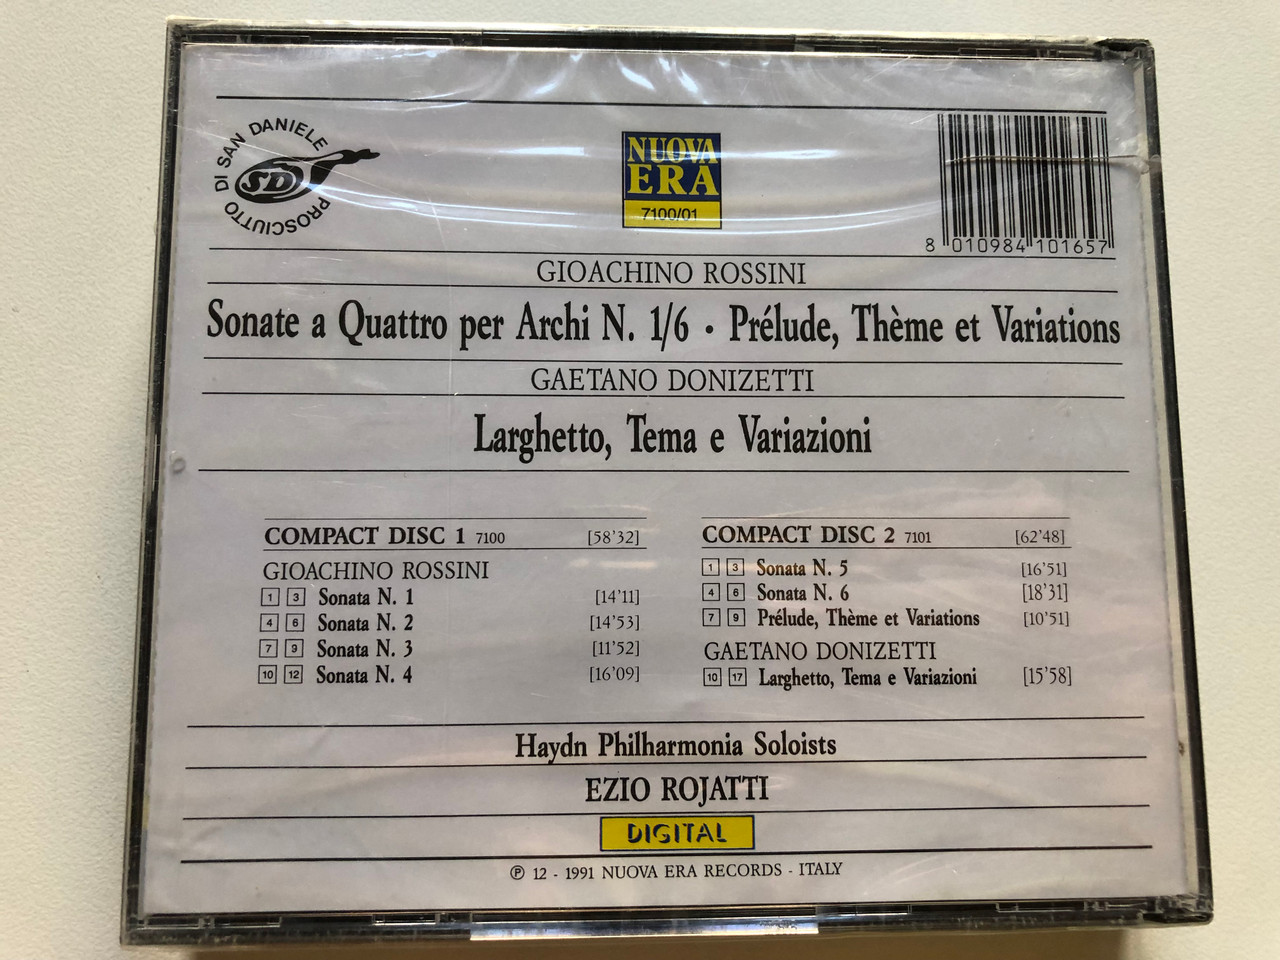 PROSCIUTTO DI SAN DANIELE
SD
NUOVA
ERA
7100/01
8 010984 101657
GIOACHINO ROSSINI
Sonate a Quattro per Archi N. 1/6 · Prélude, Thème et Variations
GAETANO DONIZETTI
Larghetto, Tema e Variazioni
COMPACT DISC 1 7100 [58'32]
GIOACHINO ROSSINI
1 3 Sonata N. 1 [14'11]
4 6 Sonata N. 2 [14'53]
7 9 Sonata N. 3 [11'52]
10 12 Sonata N. 4 [16'09]
COMPACT DISC 2 7101 [62'48]
1 3 Sonata N. 5 [16'51]
4 6 Sonata N. 6 [18'31]
7 9 Prélude, Thème et Variations [10'51]
GAETANO DONIZETTI
10 17 Larghetto, Tema e Variazioni [15'58]
Haydn Philharmonia Soloists
EZIO ROJATTI
DIGITAL
℗ 12 - 1991 NUOVA ERA RECORDS - ITALY